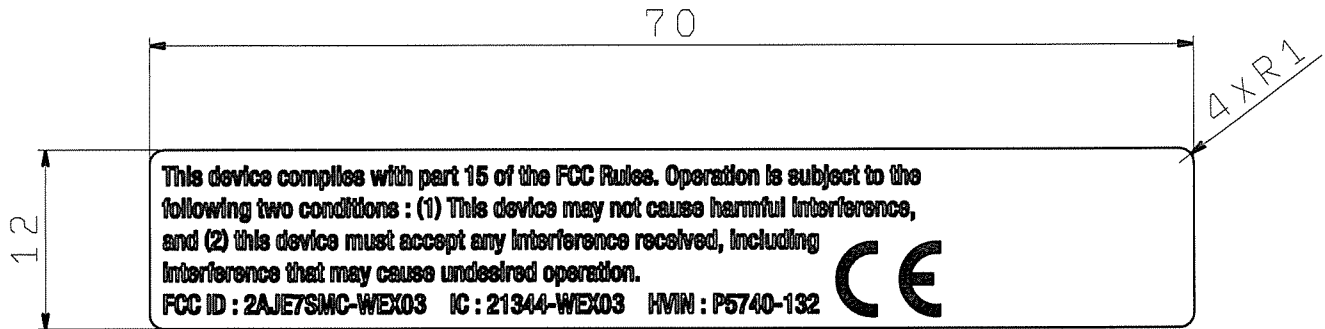 70
4xR1
12
This device complies with part 15 of the FCC Rules. Operation is subject to the
following two conditions : (1) This device may not cause harmful interference,
and (2) this device must accept any interference received, including
interference that may cause undesired operation.
CE
FCC ID : 2AJE7SMC-WEX03 IC : 21344-WEX03 HVIN : P5740-132